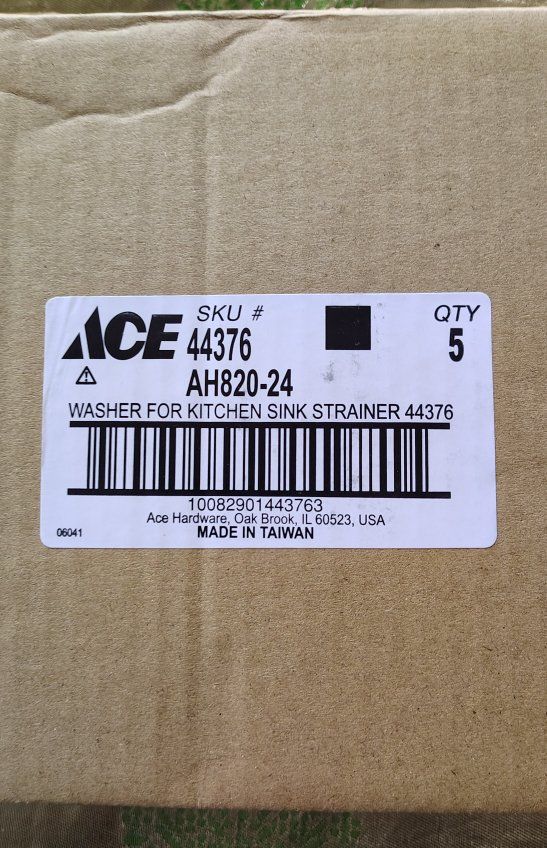 ACE
SKU #
QTY
44376
5
AH820-24
WASHER FOR KITCHEN SINK STRAINER 44376
10082901443763
Ace Hardware, Oak Brook, IL 60523, USA
06041
MADE IN TAIWAN